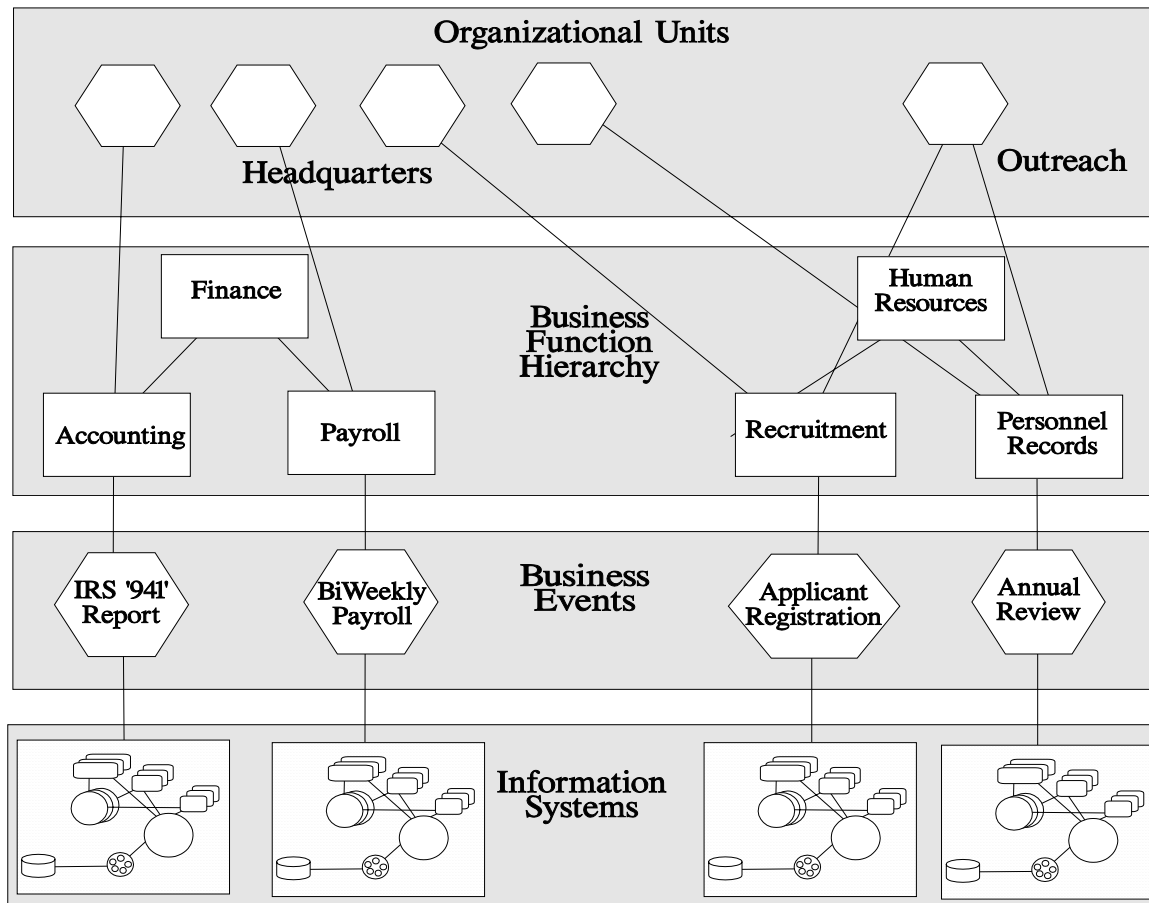 Organizational Units
Headquarters
Outreach
Finance
Human
Resources
Business
Function
Hierarchy
Accounting
Payroll
Recruitment
Personnel
Records
IRS '941'
Report
BiWeekly
Payroll
Business
Events
Applicant
Registration
Annual
Review
Information
Systems